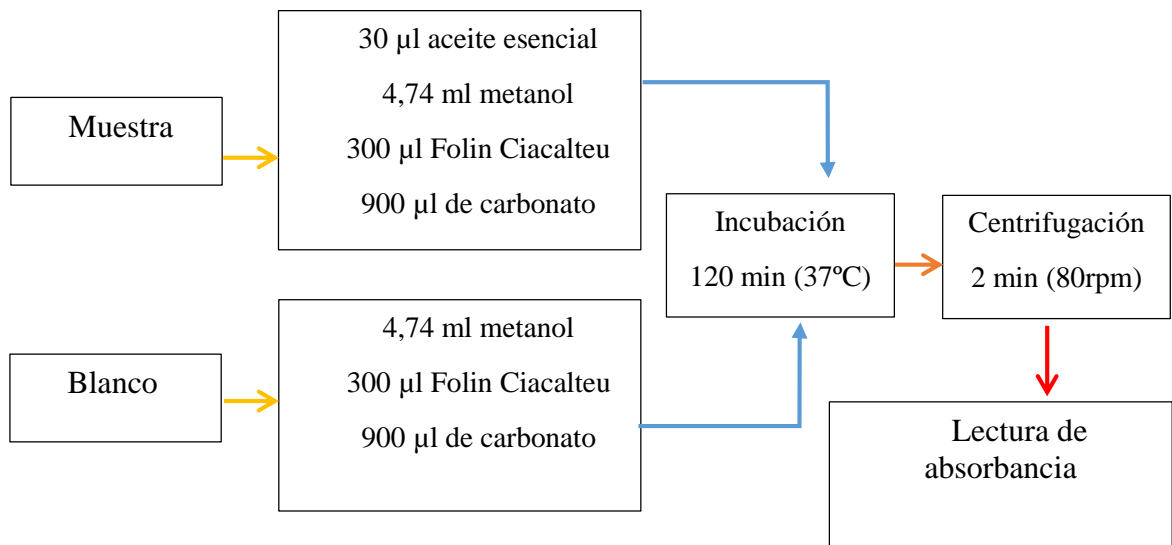 Muestra
30 µl aceite esencial
4,74 ml metanol
300 µl Folin Ciacalteu
900 µl de carbonato
Blanco
4,74 ml metanol
300 µl Folin Ciacalteu
900 µl de carbonato
Incubación
120 min (37ºC)
Centrifugación
2 min (80rpm)
Lectura de
absorbancia